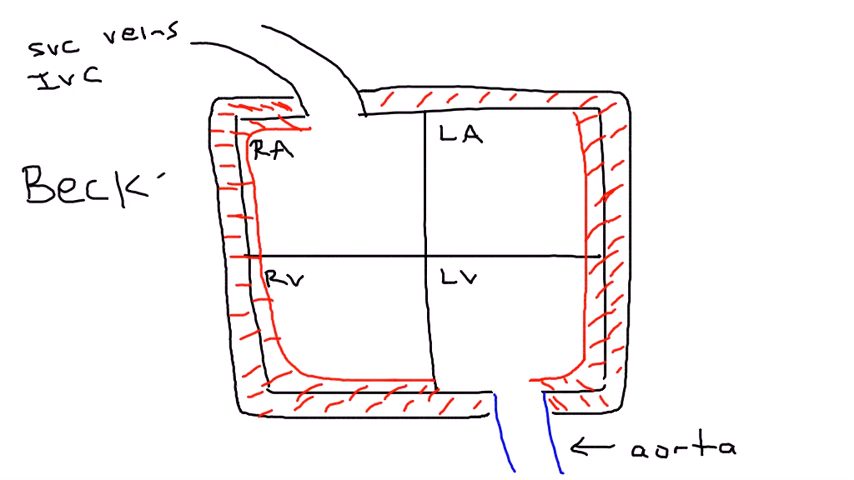 svc veins
IVC
RA
LA
Beck'
RV
LV
← aorta